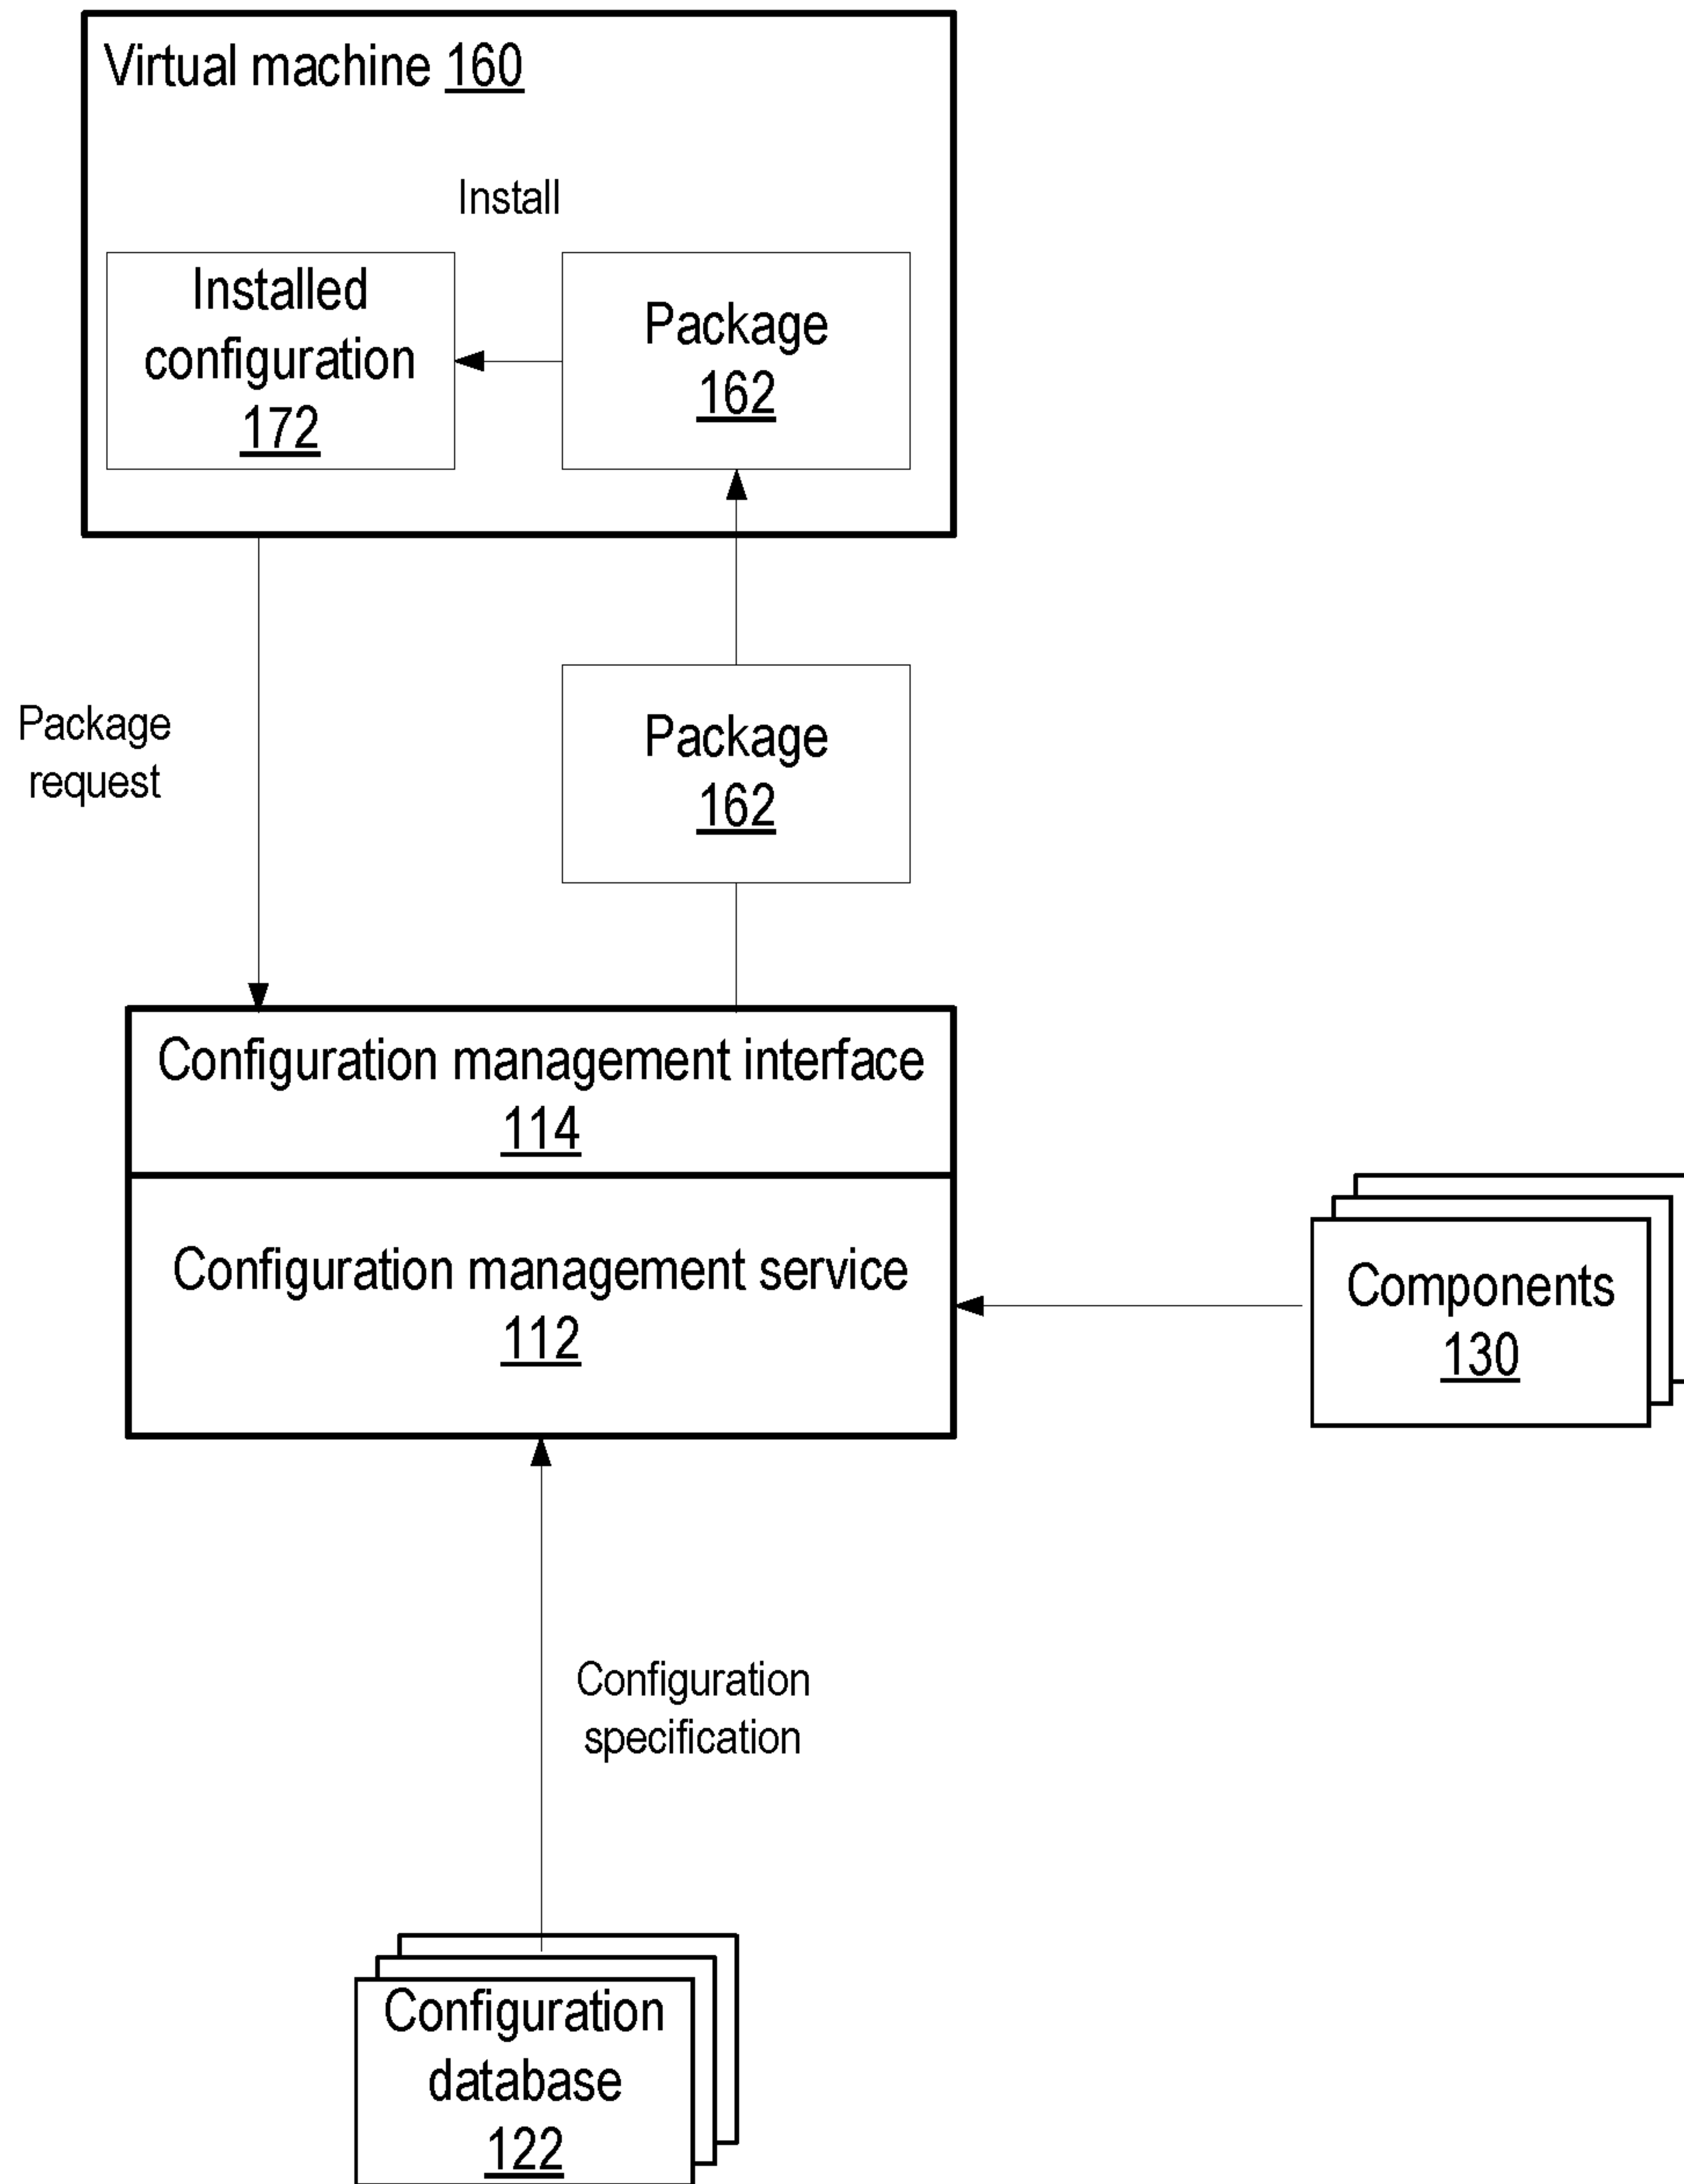 Virtual machine 160
Install
Installed
configuration
172
Package
162
Package
request
Package
162
Configuration management interface
114
Configuration management service
112
Components
130
Configuration
specification
Configuration
database
122